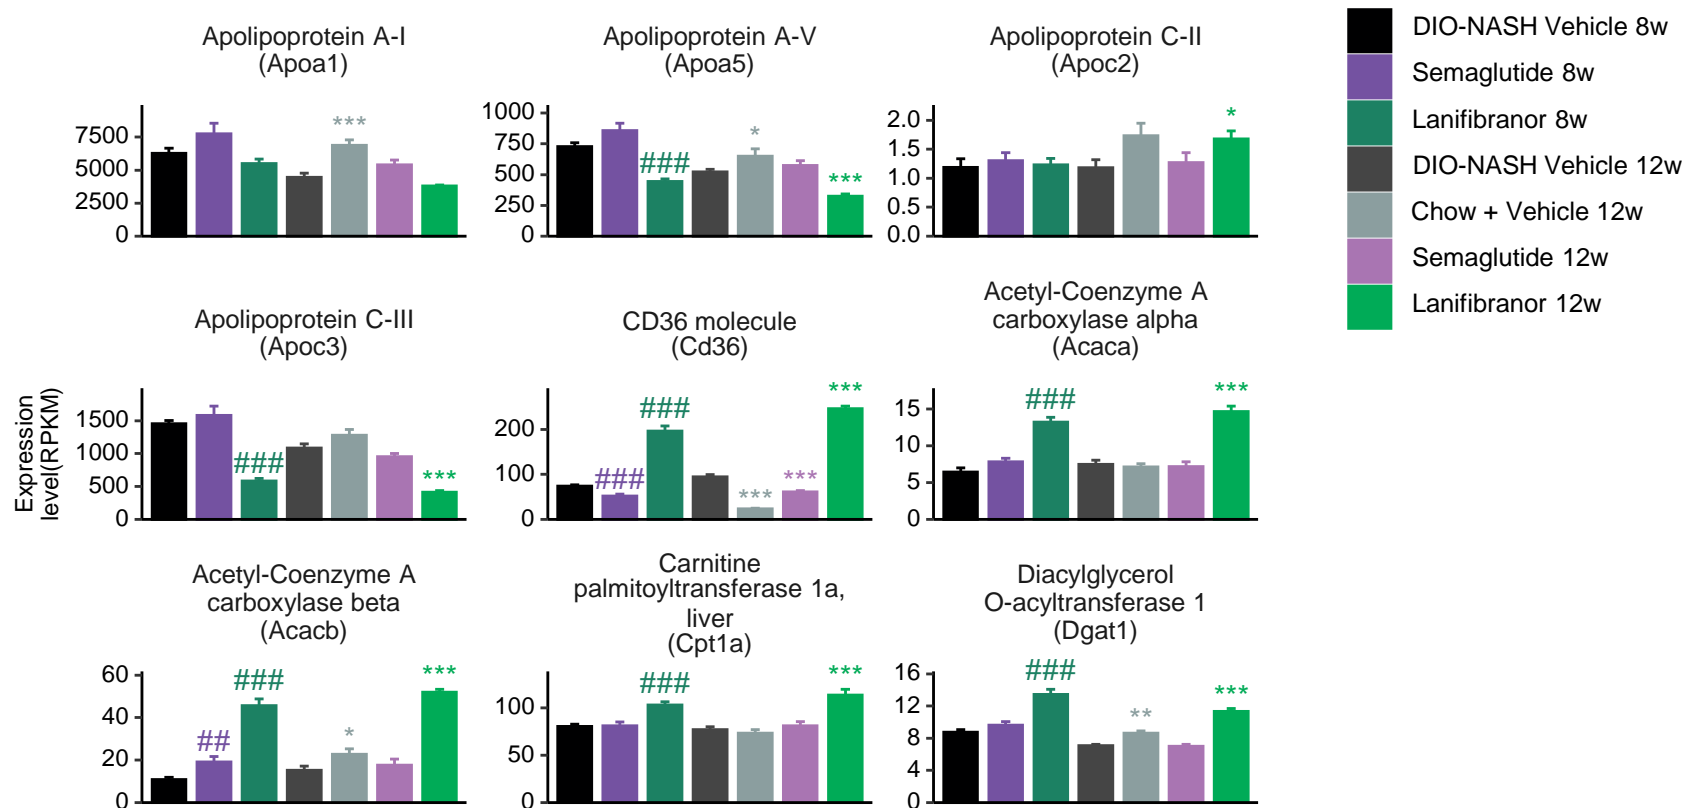 Apolipoprotein A-I
(Apoa1)
7500
5000
2500
0
***
Apolipoprotein A-V
(Apoa5)
1000
750
500
250
0
###
*
***
Apolipoprotein C-II
(Apoc2)
2.0
1.5
1.0
0.5
0.0
*
DIO-NASH Vehicle 8w
Semaglutide 8w
Lanifibranor 8w
DIO-NASH Vehicle 12w
Chow + Vehicle 12w
Semaglutide 12w
Lanifibranor 12w
Expression
level(RPKM)
Apolipoprotein C-III
(Apoc3)
1500
1000
500
0
###
***
CD36 molecule
(Cd36)
200
100
0
###
###
***
***
***
Acetyl-Coenzyme A
carboxylase alpha
(Acaca)
15
10
5
0
###
***
Acetyl-Coenzyme A
carboxylase beta
(Acacb)
60
40
20
0
##
###
*
***
Carnitine
palmitoyltransferase 1a,
liver
(Cpt1a)
100
50
0
###
***
Diacylglycerol
O-acyltransferase 1
(Dgat1)
16
12
8
4
0
###
**
***